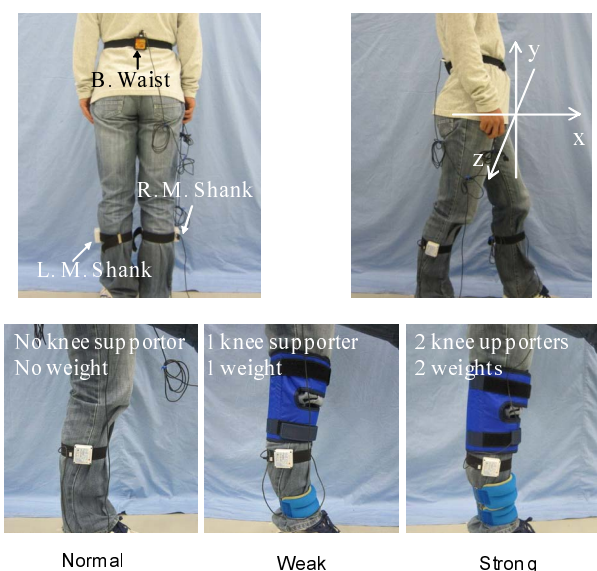 B. Waist
R. M. Shank
L. M. Shank
y
x
z
No knee supportor
No weight
1 knee supporter
1 weight
2 knee upporters
2 weights
Normal
Weak
Strong